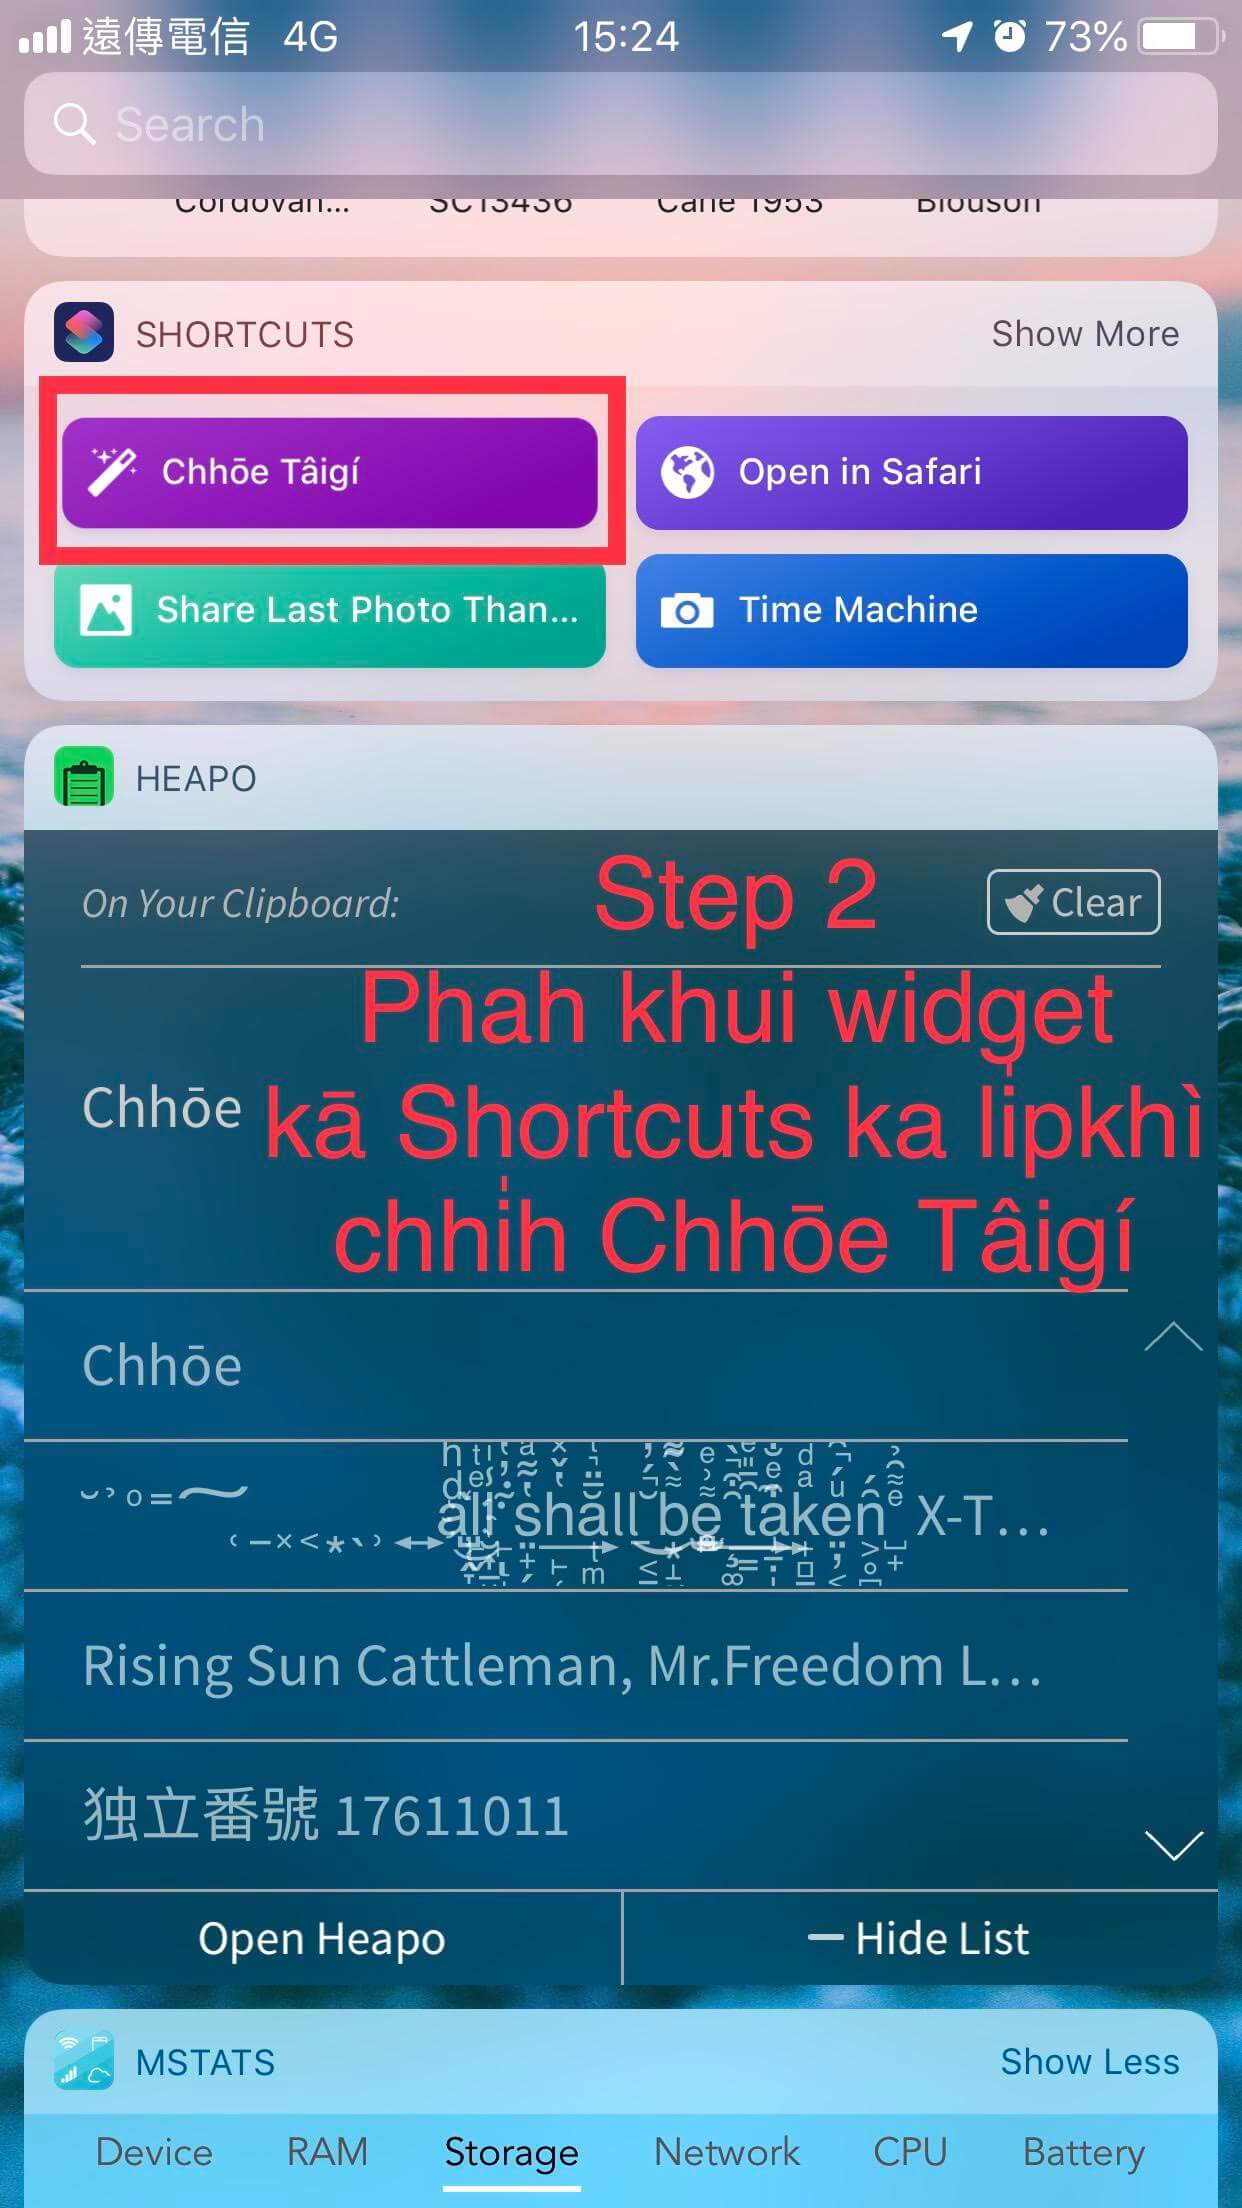 遠傳電信 4G 15:24 73%
Search
Cordovan... SC13436 Cane 1953 Blouson
SHORTCUTS Show More
Chhōe Tâigí Open in Safari
Share Last Photo Than... Time Machine
HEAPO
On Your Clipboard: Clear
Step 2
Phah khui widget
kā Shortcuts ka li̍pkhì
chhi̍h Chhōe Tâigí
Chhōe
Chhōe
all shall be taken X-T...
Rising Sun Cattleman, Mr.Freedom L...
独立番號 17611011
Open Heapo — Hide List
MSTATS Show Less
Device RAM Storage Network CPU Battery